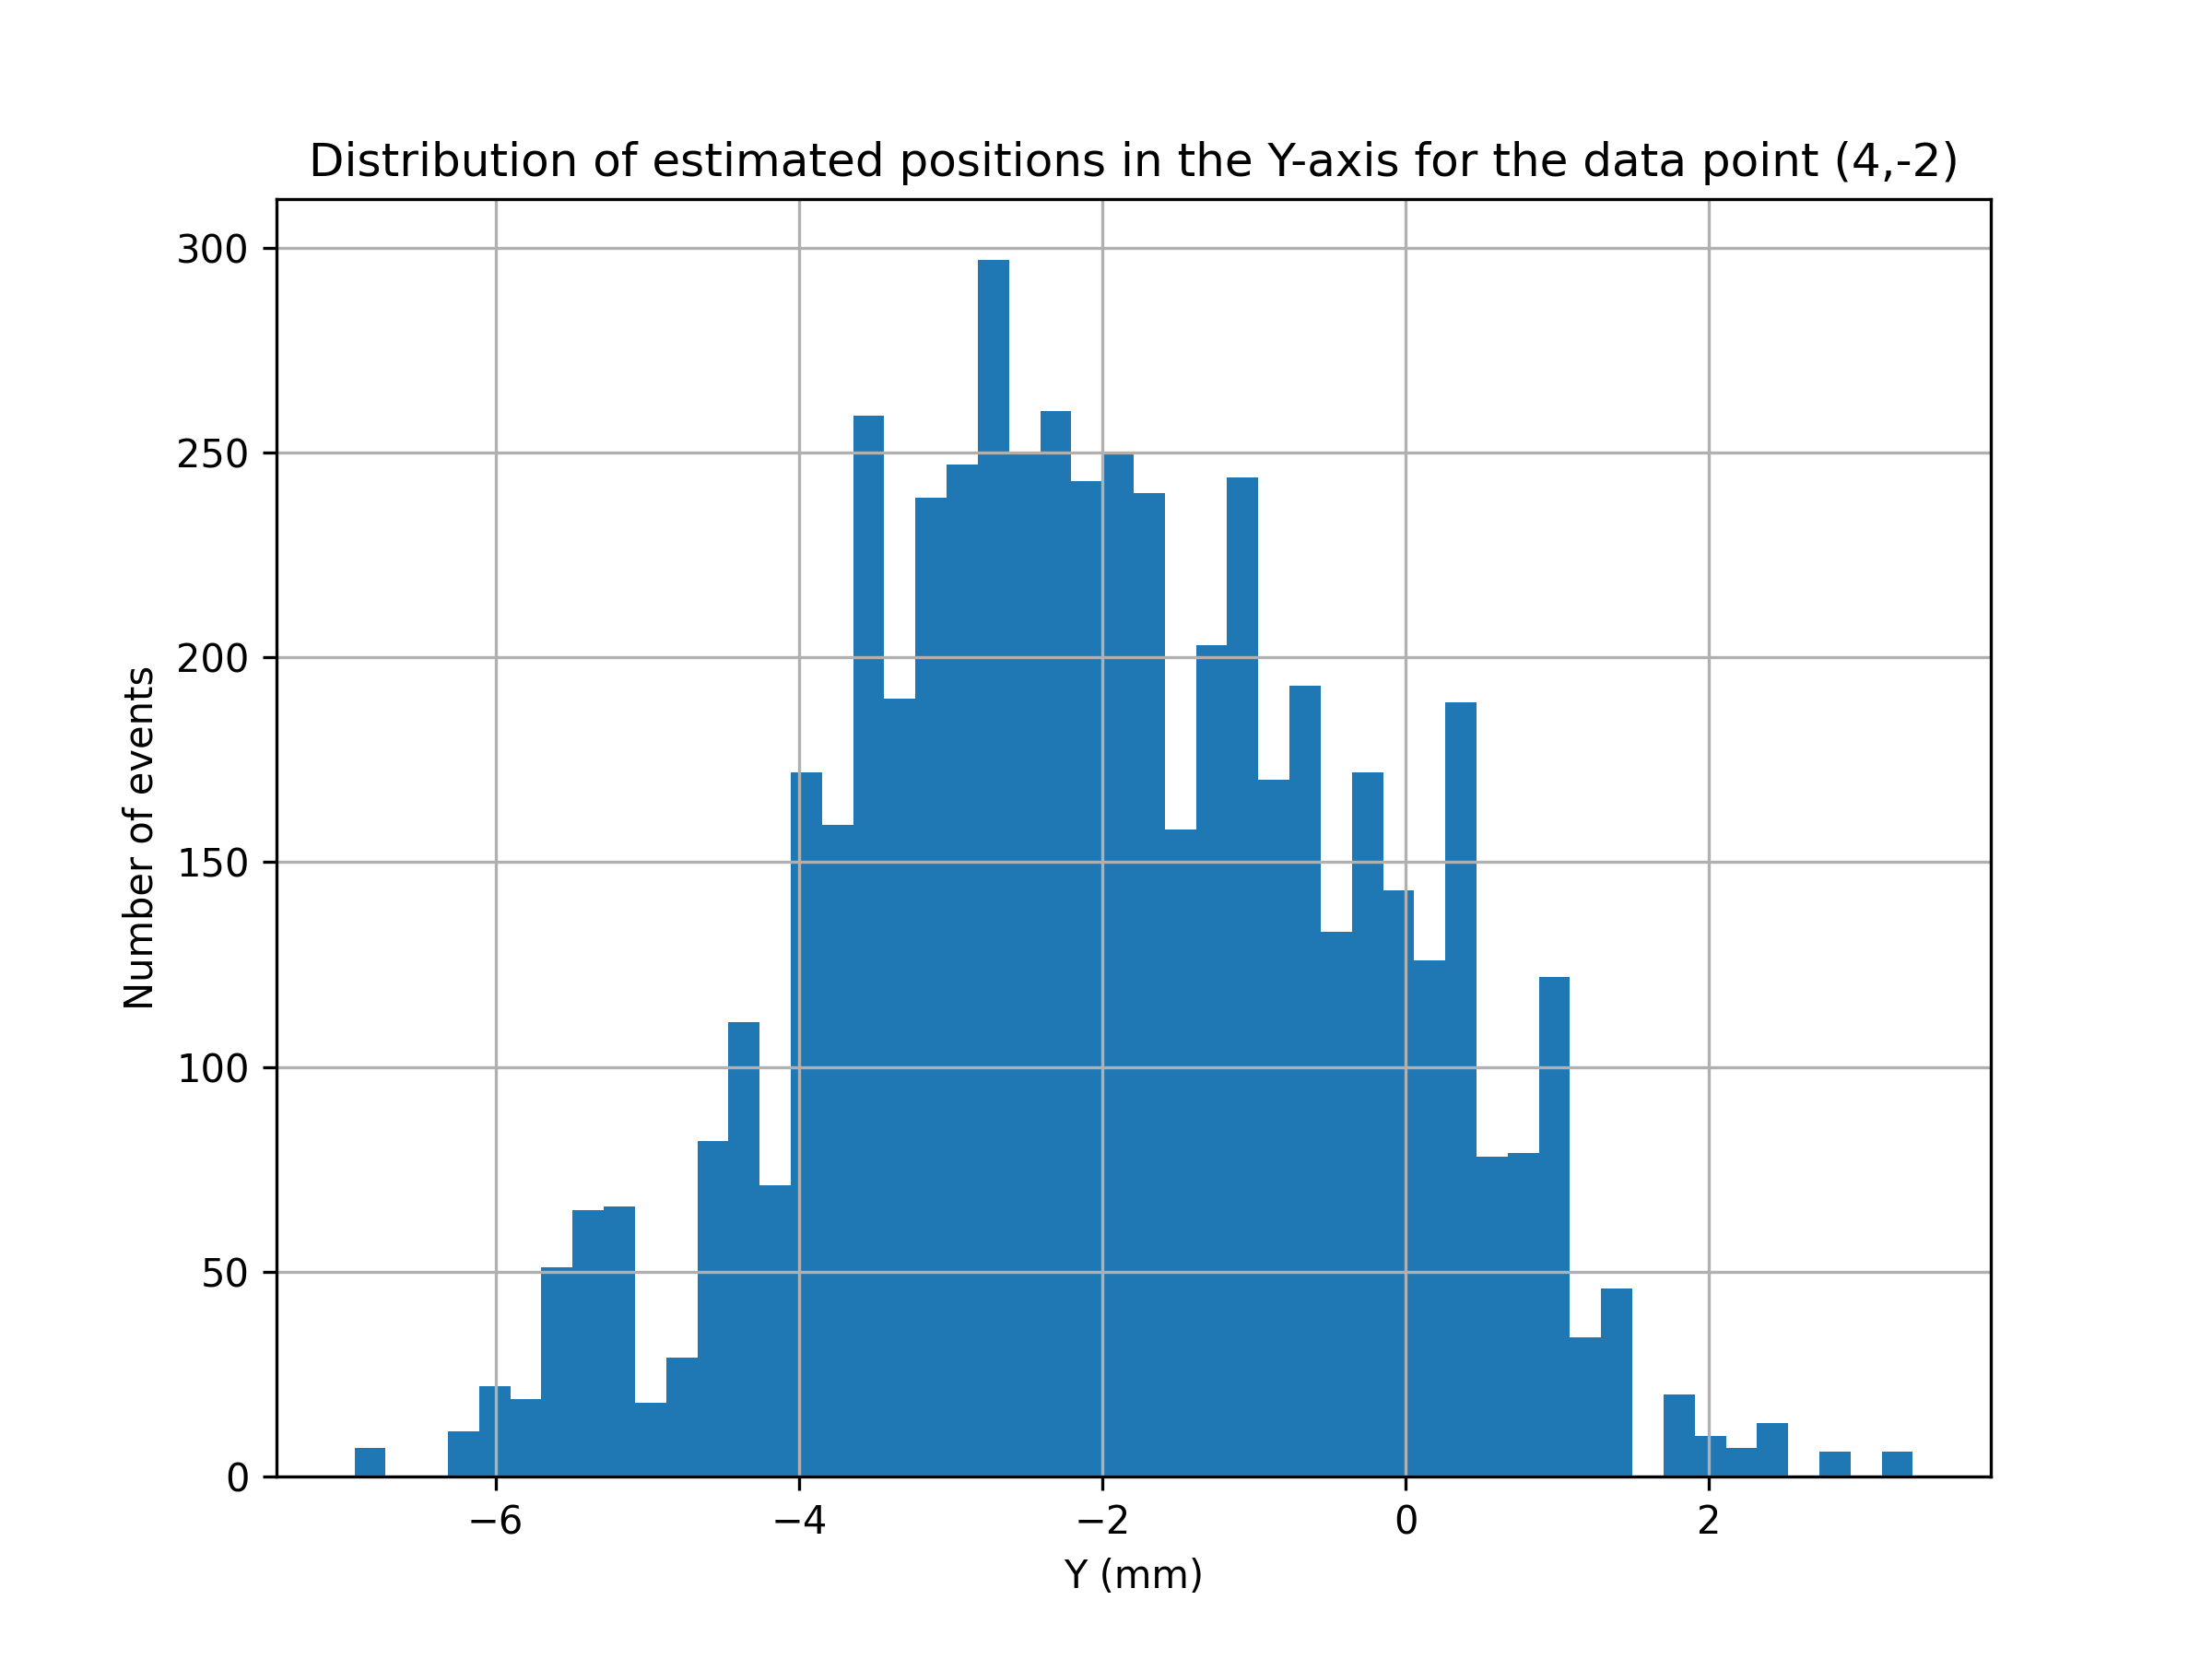 Distribution of estimated positions in the Y-axis for the data point (4,-2)
300
250
200
150
100
50
0
Number of events
−6 −4 −2 0 2
Y (mm)